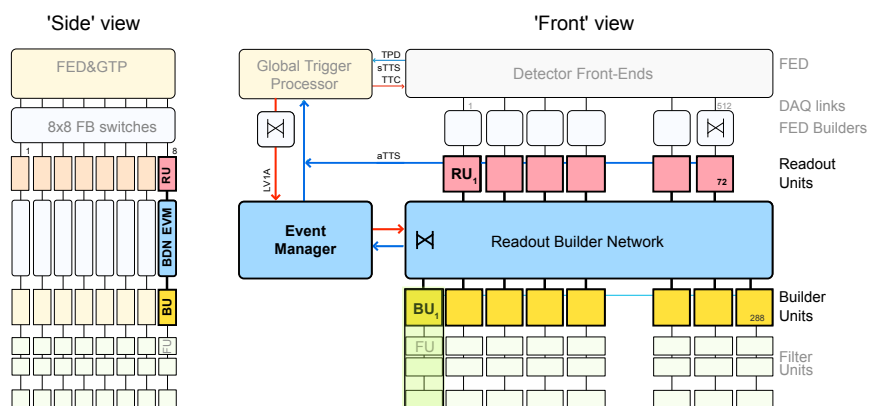 'Side' view
'Front' view
FED&GTP
8x8 FB switches
1
8
RU
BDN EVM
BU
FU
Global Trigger
Processor
TPD
sTTS
TTC
Detector Front-Ends
FED
1
512
DAQ links
FED Builders
LV1A
aTTS
RU1
72
Readout
Units
Event
Manager
Readout Builder Network
BU1
288
Builder
Units
FU
Filter
Units